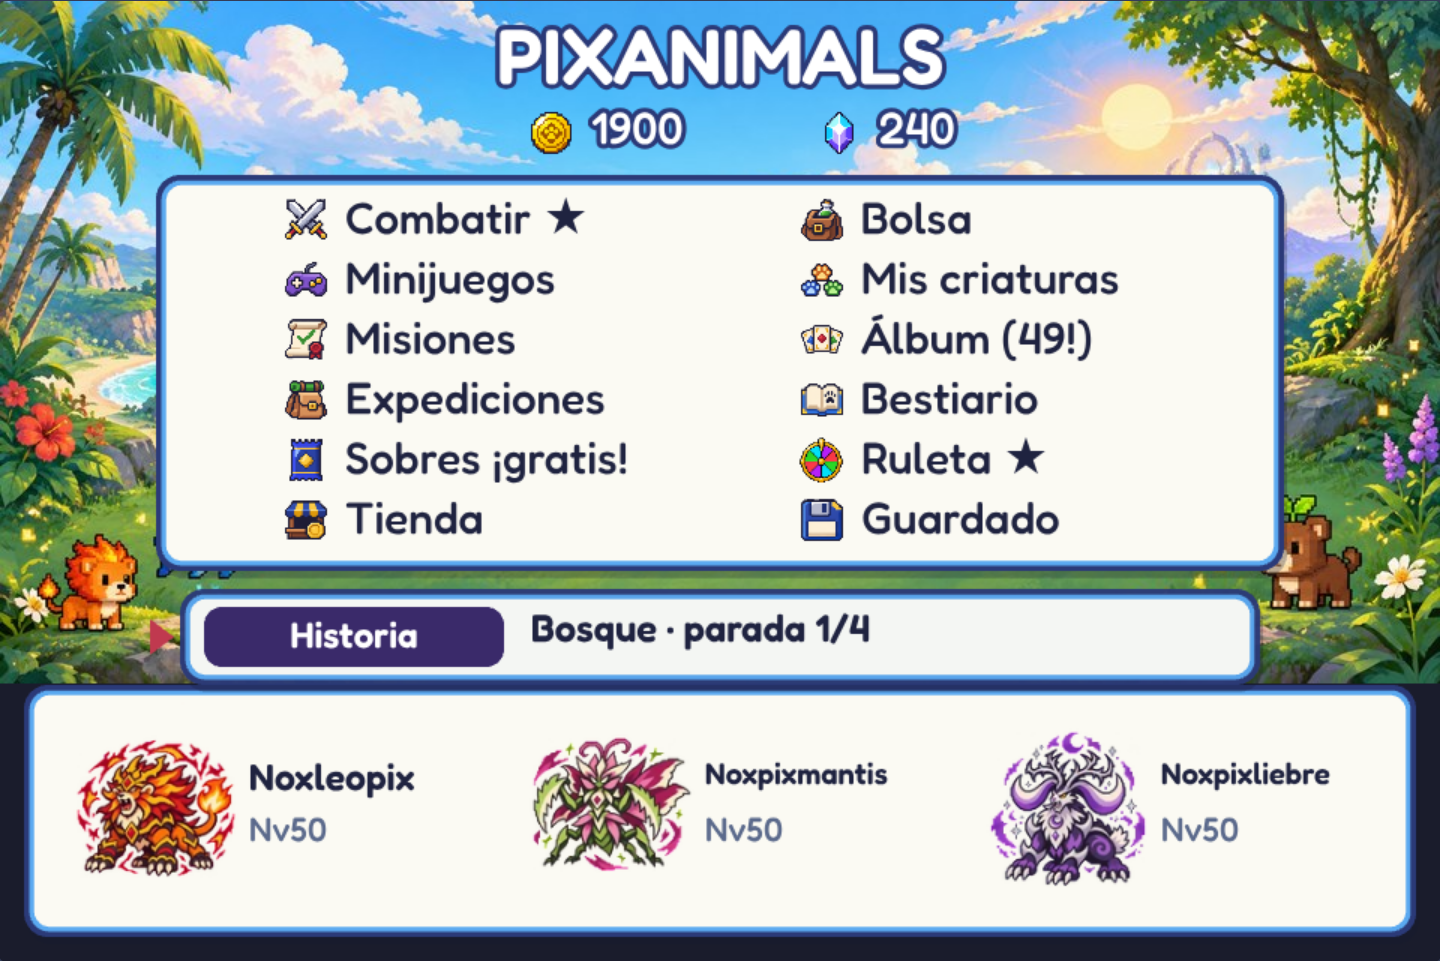 PIXANIMALS
1900
240
Combatir ★
Minijuegos
Misiones
Expediciones
Sobres ¡gratis!
Tienda
Bolsa
Mis criaturas
Álbum (49!)
Bestiario
Ruleta ★
Guardado
Historia
Bosque · parada 1/4
Noxleopix
Nv50
Noxpixmantis
Nv50
Noxpixliebre
Nv50